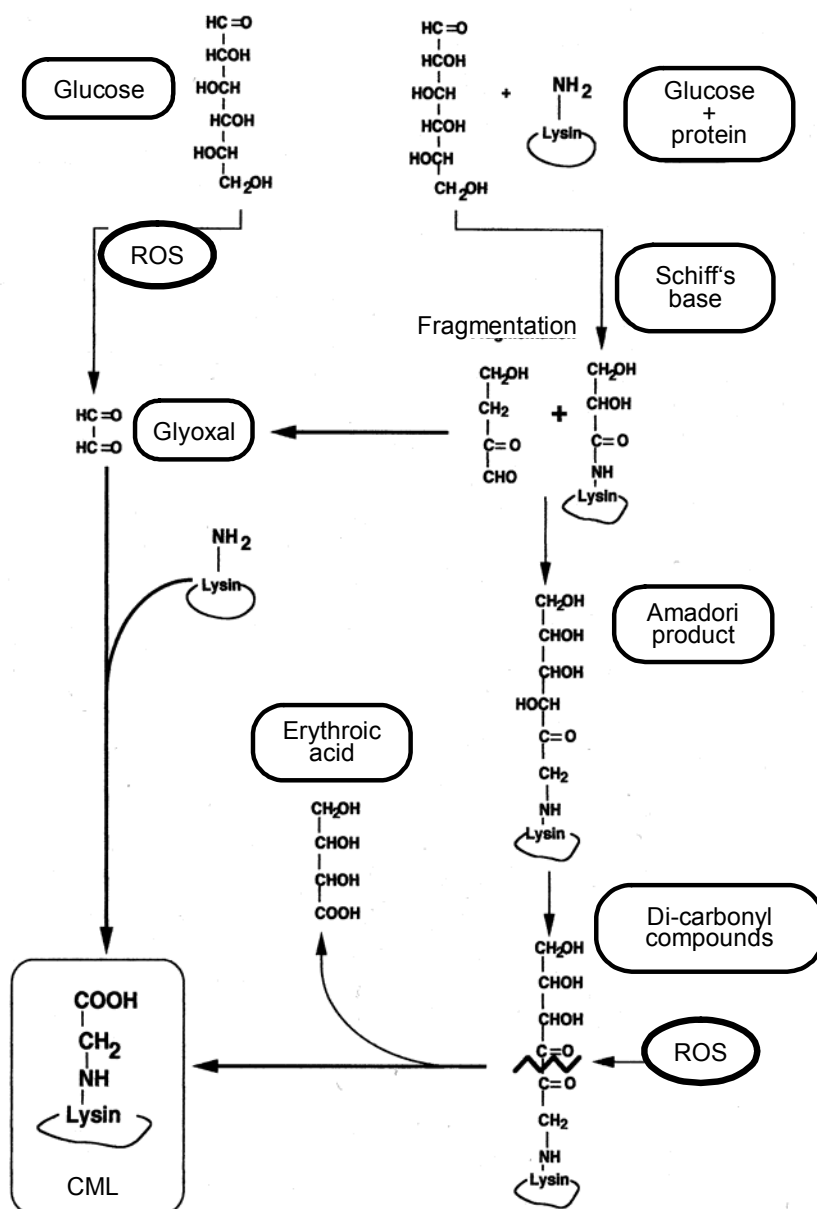 HC=O
HCOH
HOCH
HCOH
HOCH
CH2OH
Glucose
HC=O
HCOH
HOCH
HCOH
HOCH
CH2OH
+
NH2
Lysin
Glucose
+
protein
ROS
Schiff‘s
base
Fragmentation
CH2OH
CH2
C=O
CHO
+
CH2OH
CHOH
C=O
NH
Lysin
HC=O
HC=O
Glyoxal
NH2
Lysin
CH2OH
CHOH
CHOH
HOCH
C=O
CH2
NH
Lysin
Amadori
product
Erythroic
acid
CH2OH
CHOH
CHOH
COOH
Di-carbonyl
compounds
CH2OH
CHOH
CHOH
C=O
C=O
CH2
NH
Lysin
ROS
COOH
CH2
NH
Lysin
CML